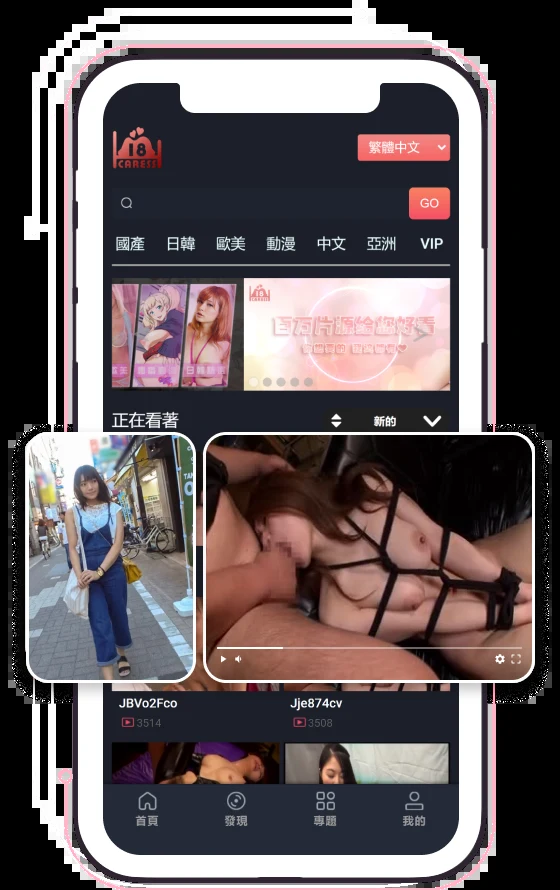 18
CARESS
繁體中文
GO
國產 日韓 歐美 動漫 中文 亞洲 VIP
百万片源给您好看
正在看著
新的
JBVo2Fco
Jje874cv
3514
3508
首頁 發現 專題 我的